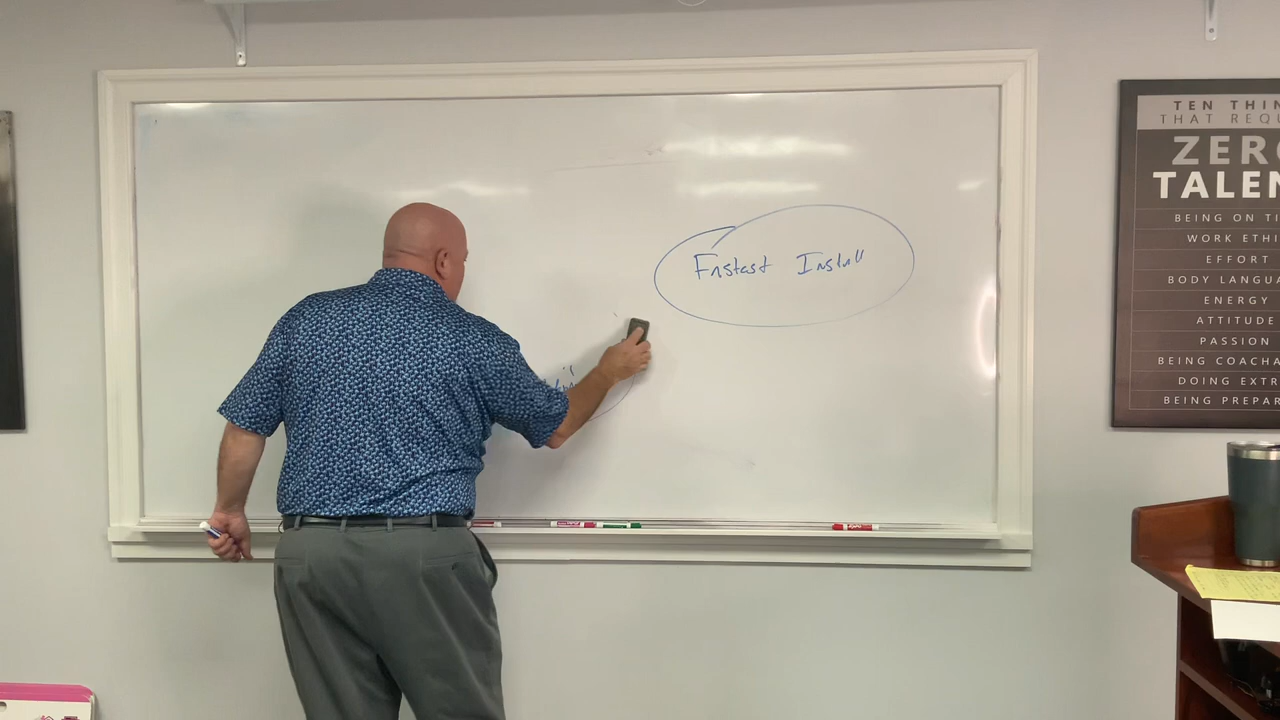 Fastest Install
TEN THIN
THAT REQU
ZERO
TALEN
BEING ON TI
WORK ETHI
EFFORT
BODY LANGUA
ENERGY
ATTITUDE
PASSION
BEING COACHA
DOING EXTR
BEING PREPAR